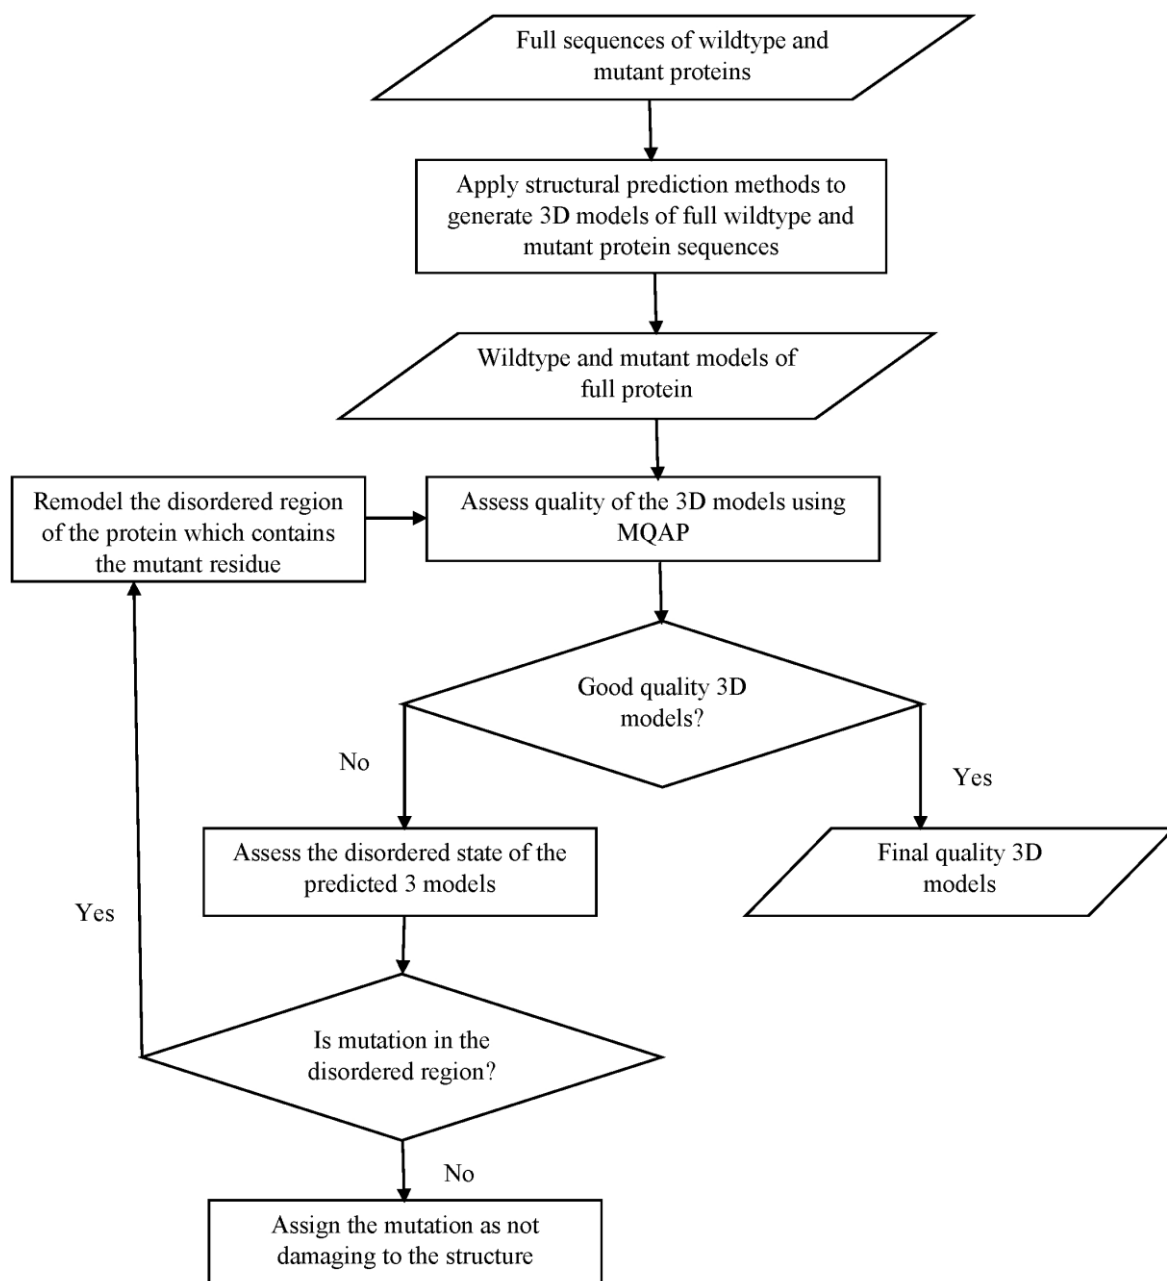 Full sequences of wildtype and
mutant proteins
Apply structural prediction methods to
generate 3D models of full wildtype and
mutant protein sequences
Wildtype and mutant models of
full protein
Remodel the disordered region
of the protein which contains
the mutant residue
Assess quality of the 3D models using
MQAP
Good quality 3D
models?
No
Yes
Assess the disordered state of the
predicted 3 models
Final quality 3D
models
Yes
Is mutation in the
disordered region?
No
Assign the mutation as not
damaging to the structure